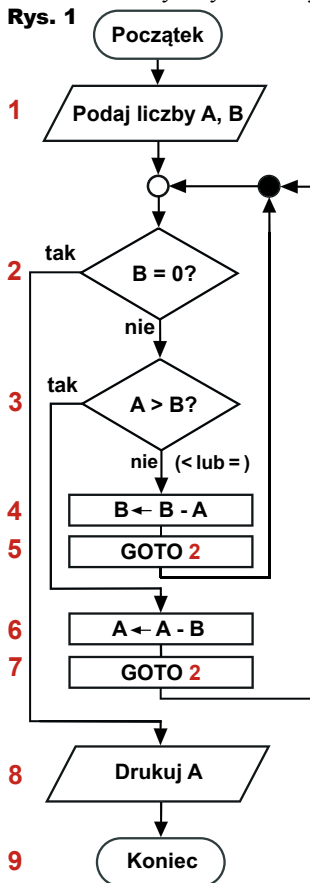 Rys. 1
Początek
1 Podaj liczby A, B
tak
2 B = 0?
nie
tak
3 A > B?
nie (< lub = )
4 B ← B - A
5 GOTO 2
6 A ← A - B
7 GOTO 2
8 Drukuj A
9 Koniec